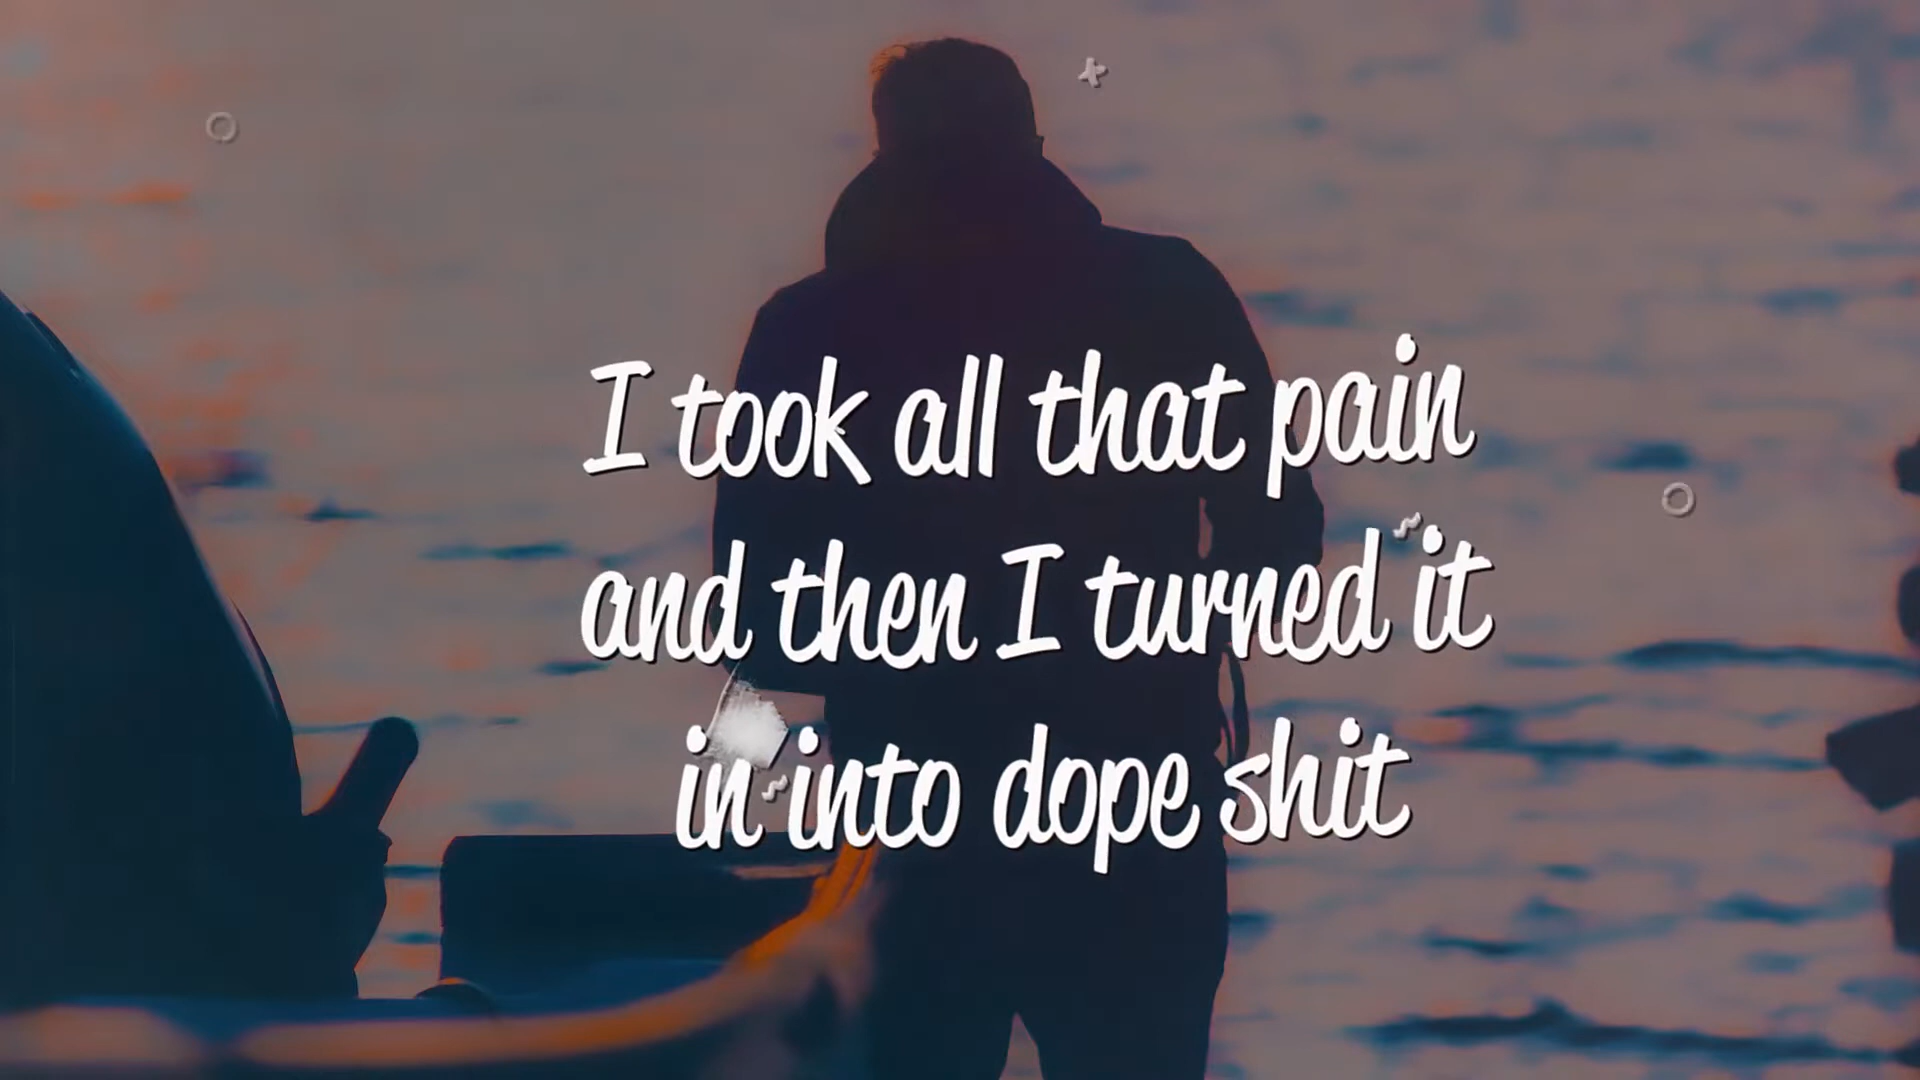 I took all that pain
and then I turned it
in into dope shit